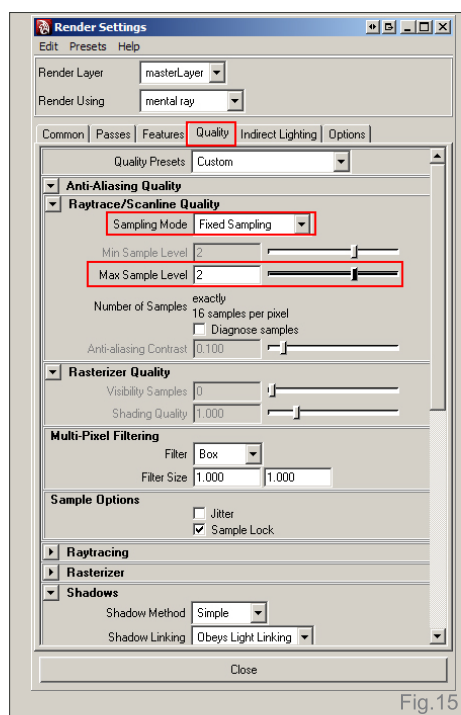 Render Settings
Edit Presets Help
Render Layer masterLayer
Render Using mental ray
Common Passes Features Quality Indirect Lighting Options
Quality Presets Custom
Anti-Aliasing Quality
Raytrace/Scanline Quality
Sampling Mode Fixed Sampling
Min Sample Level 2
Max Sample Level 2
Number of Samples exactly
16 samples per pixel
Diagnose samples
Anti-aliasing Contrast 0.100
Rasterizer Quality
Visibility Samples 0
Shading Quality 1.000
Multi-Pixel Filtering
Filter Box
Filter Size 1.000 1.000
Sample Options
Jitter
Sample Lock
Raytracing
Rasterizer
Shadows
Shadow Method Simple
Shadow Linking Obeys Light Linking
Close
Fig.15